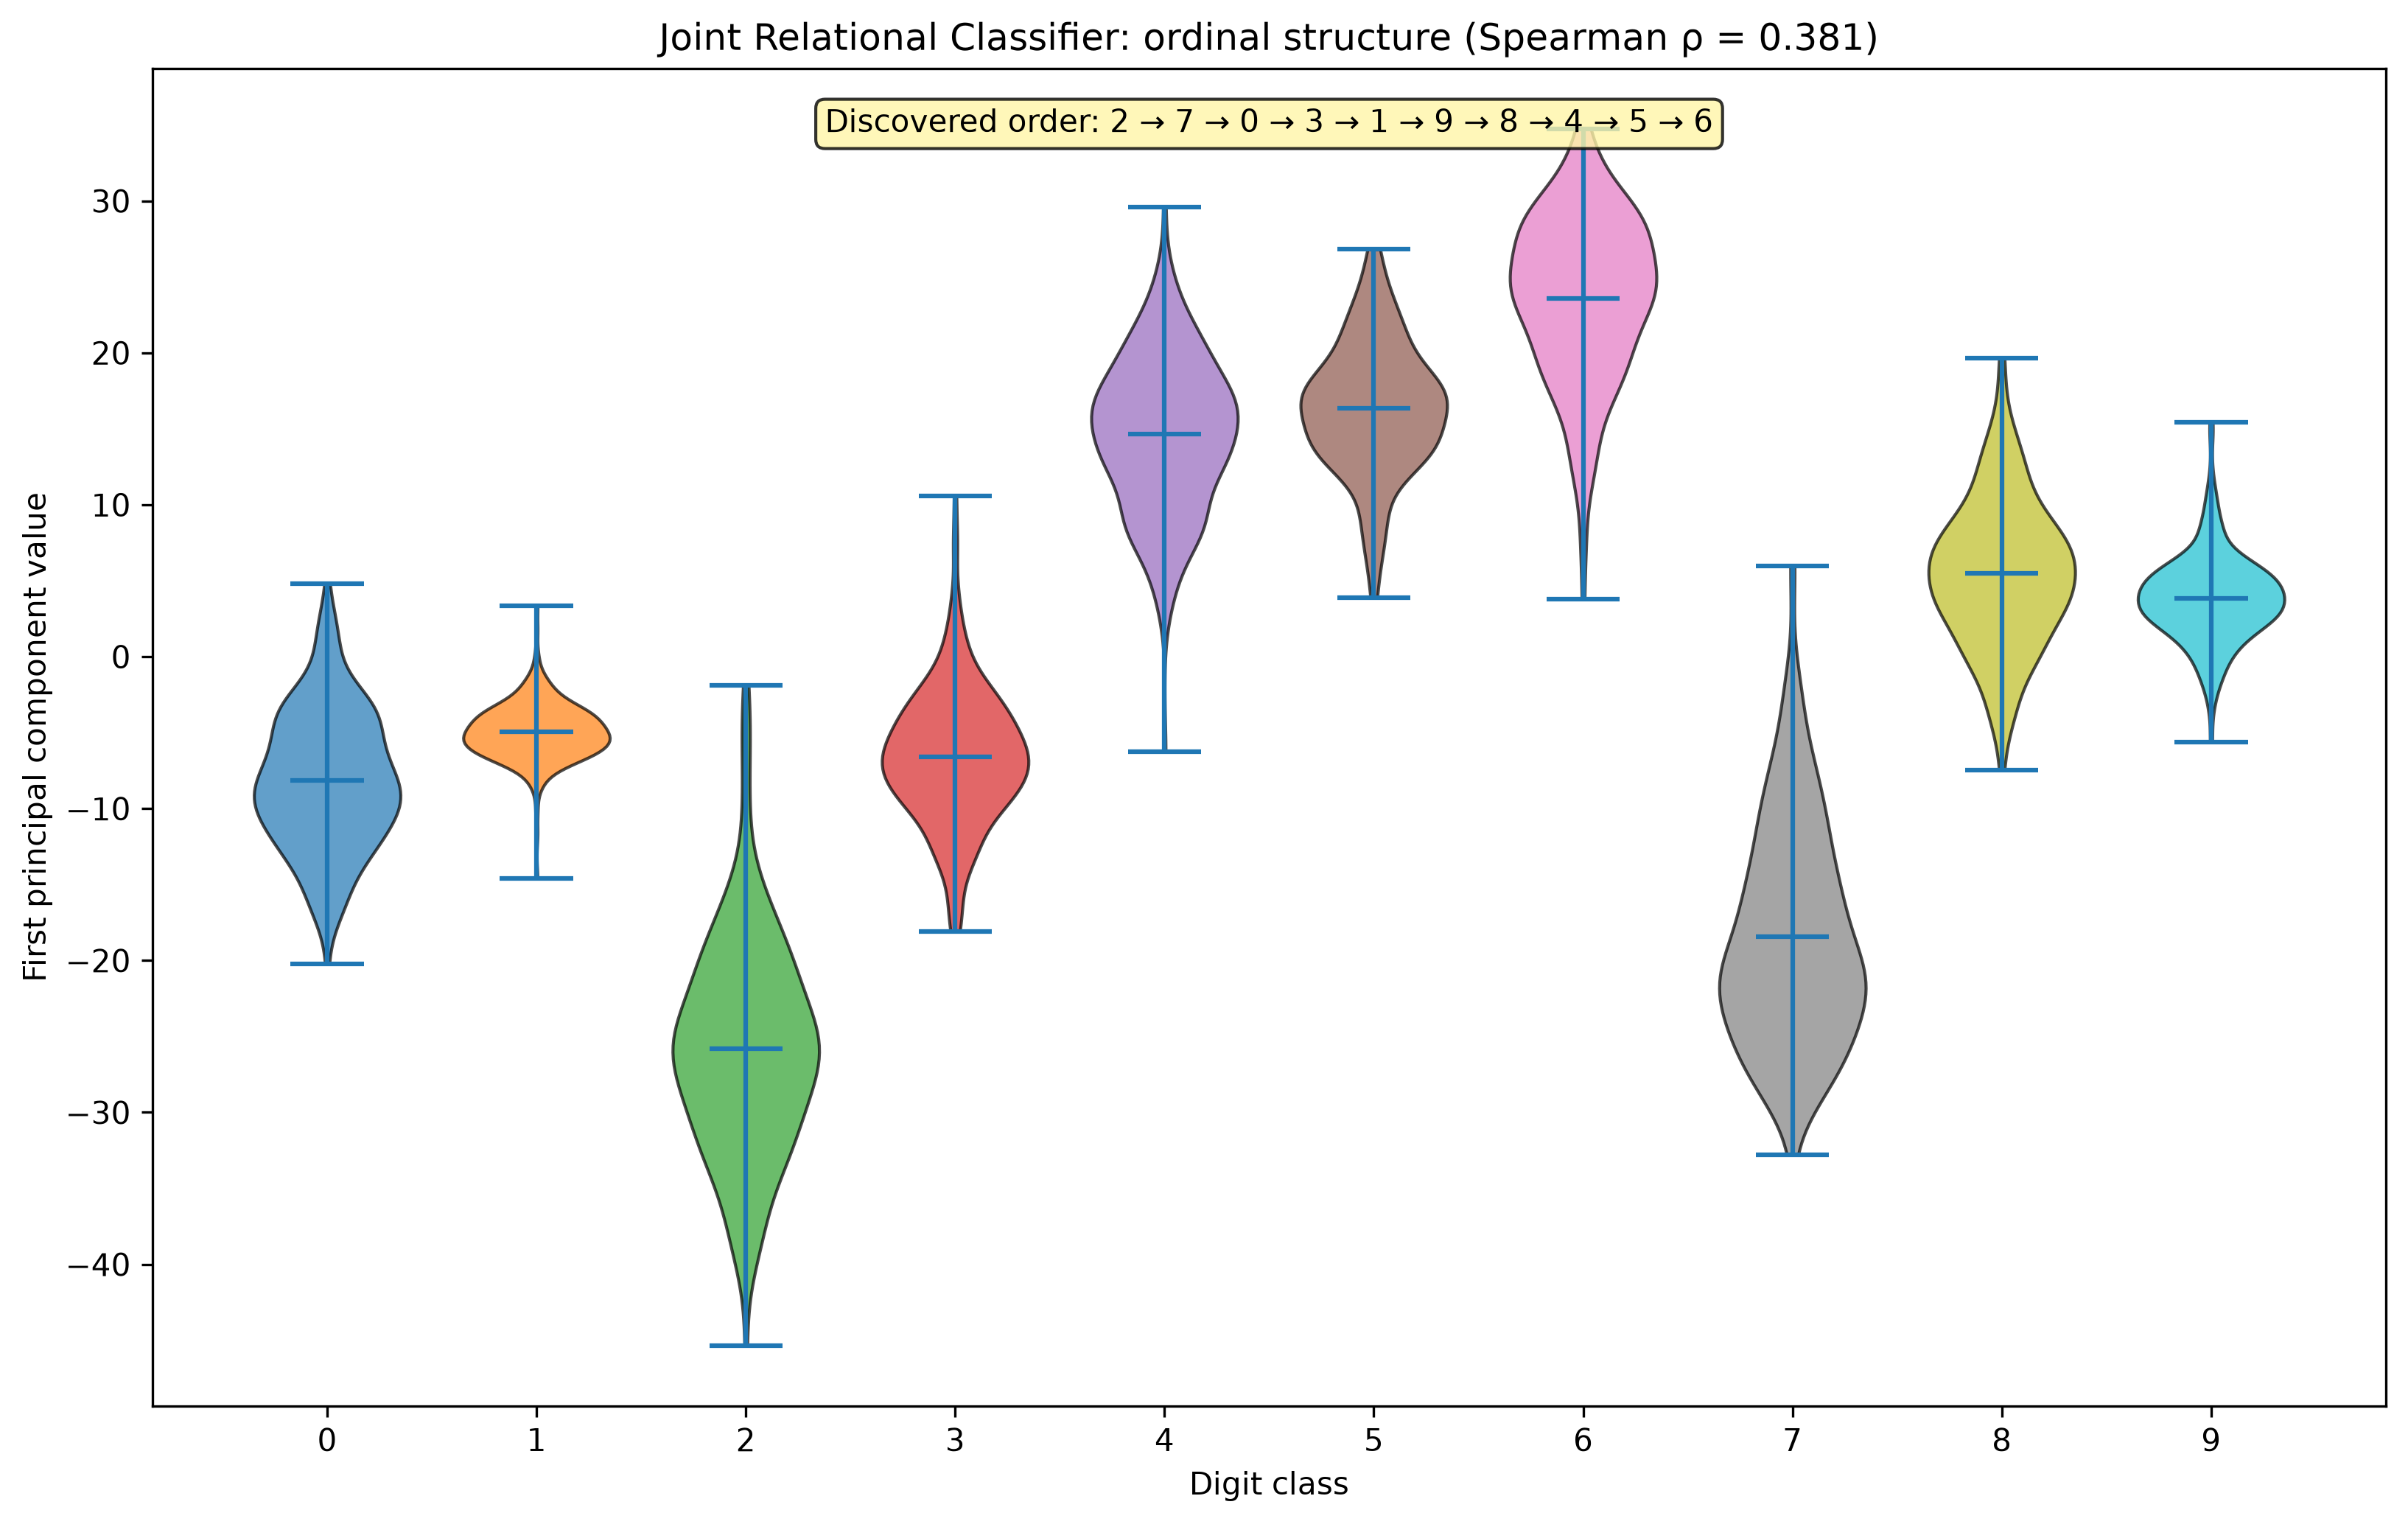 Joint Relational Classifier: ordinal structure (Spearman ρ = 0.381)
Discovered order: 2 → 7 → 0 → 3 → 1 → 9 → 8 → 4 → 5 → 6
First principal component value
30
20
10
0
−10
−20
−30
−40
0 1 2 3 4 5 6 7 8 9
Digit class